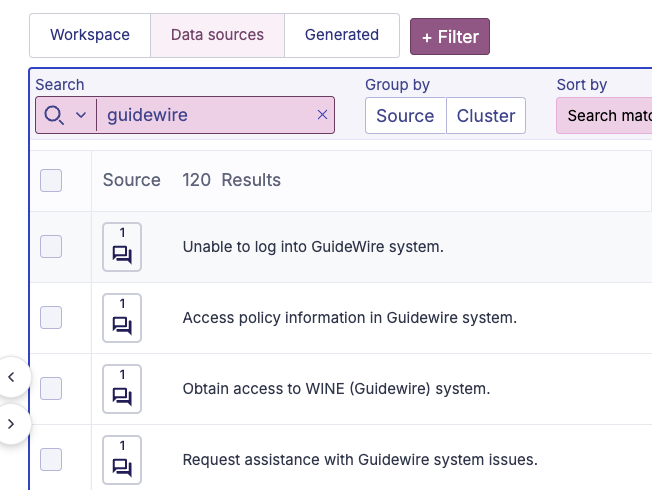 Workspace Data sources Generated + Filter
Search Group by Sort by
guidewire Source Cluster Search matc
Source 120 Results
1
Unable to log into GuideWire system.
1
Access policy information in Guidewire system.
1
Obtain access to WINE (Guidewire) system.
1
Request assistance with Guidewire system issues.